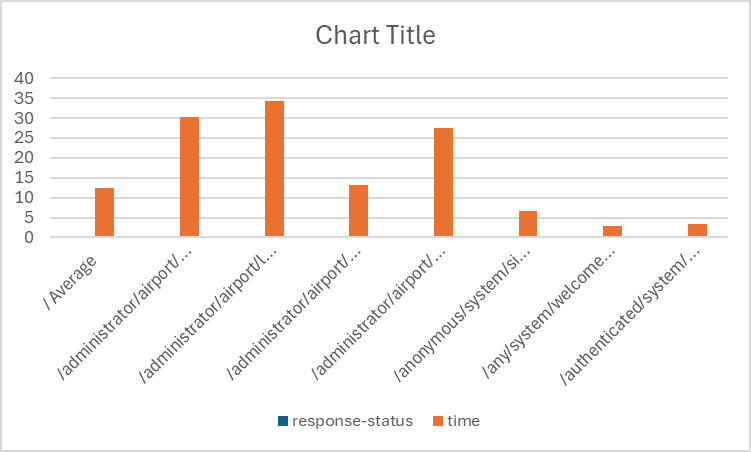 Chart Title
40
35
30
25
20
15
10
5
0
/ Average
/administrator/airport/...
/administrator/airport/l...
/administrator/airport/...
/administrator/airport/...
/anonymous/system/si...
/any/system/welcome...
/authenticated/system/...
response-status
time